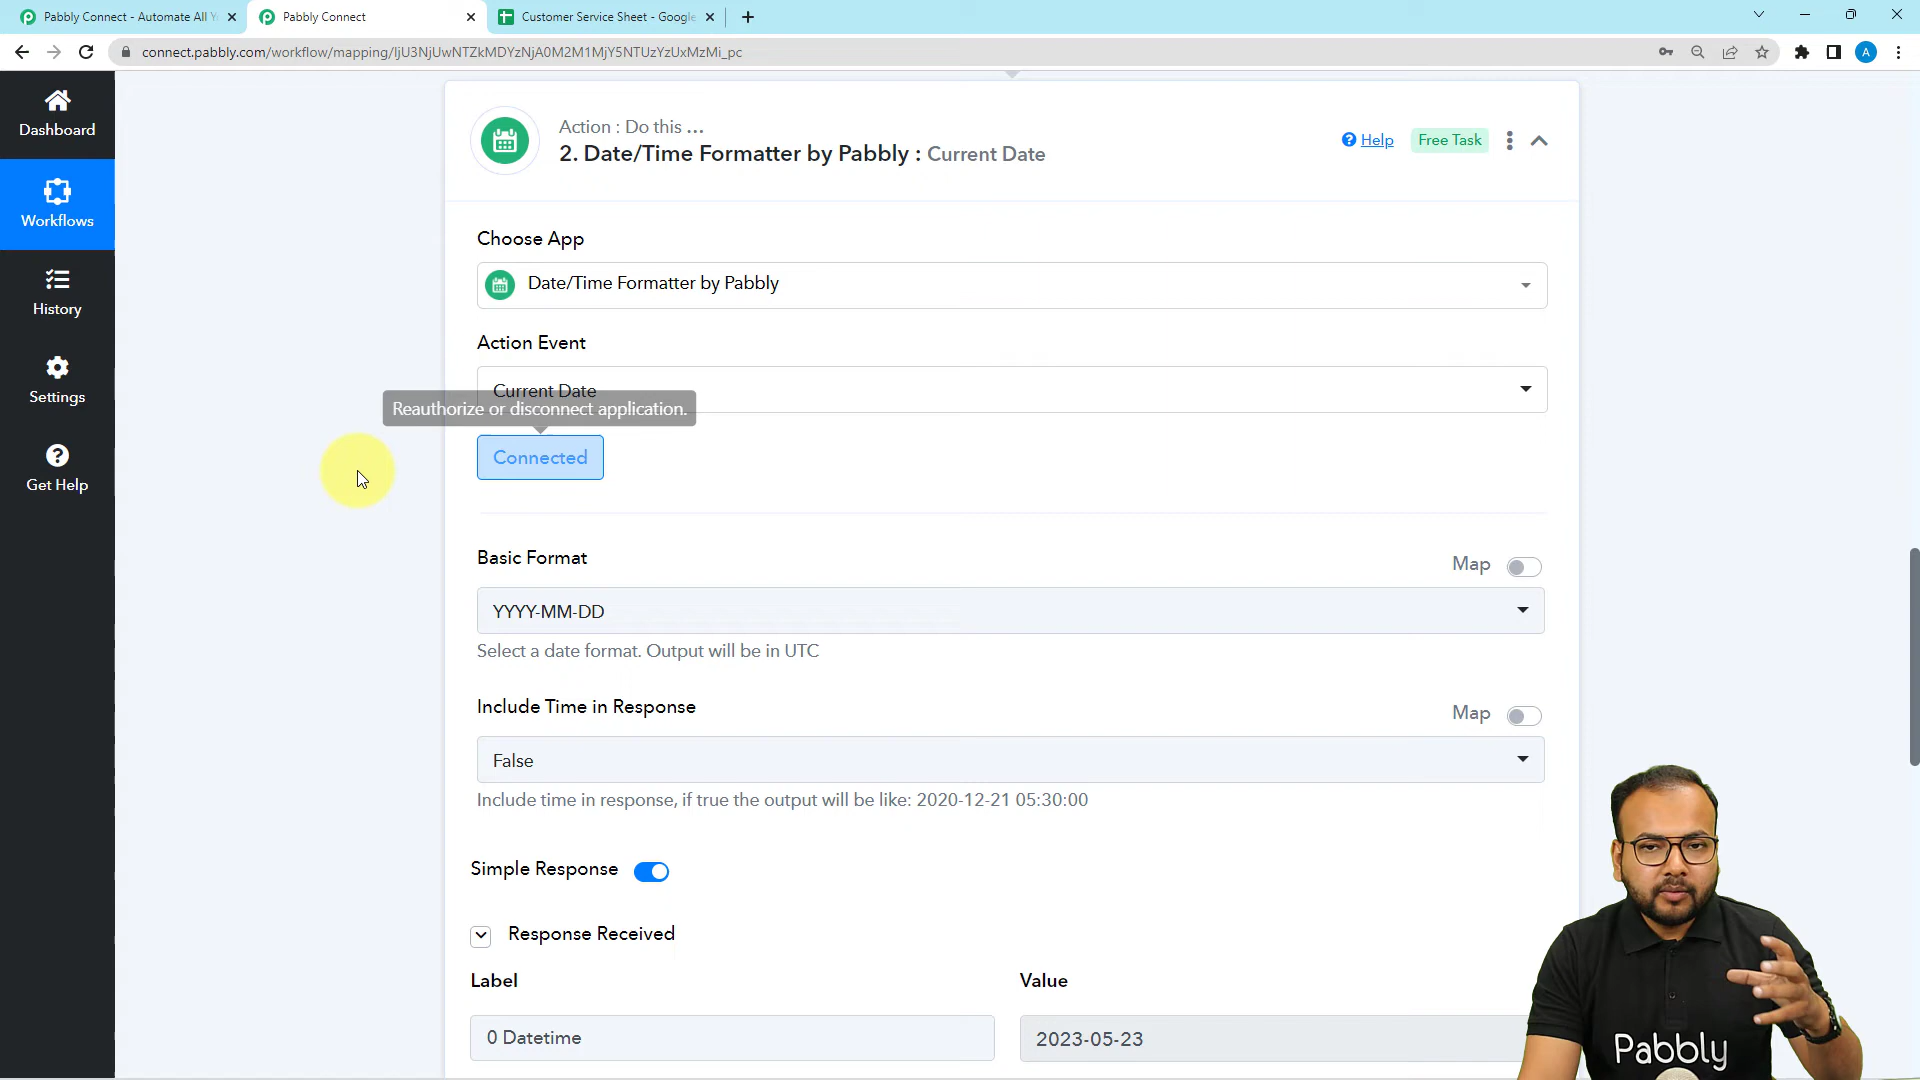 Pabbly Connect - Automate All Y
Pabbly Connect
Customer Service Sheet - Google
connect.pabbly.com/workflow/mapping/IjU3NjUwNTZkMDYzNjA0M2M1MjY5NTUzYzUxMzMi_pc
A
Dashboard
Workflows
History
Settings
Get Help
Action : Do this ...
2. Date/Time Formatter by Pabbly : Current Date
Help
Free Task
Choose App
Date/Time Formatter by Pabbly
Action Event
Current Date
Reauthorize or disconnect application.
Connected
Basic Format
Map
YYYY-MM-DD
Select a date format. Output will be in UTC
Include Time in Response
Map
False
Include time in response, if true the output will be like: 2020-12-21 05:30:00
Simple Response
Response Received
Label
Value
0 Datetime
2023-05-23
Pabbly